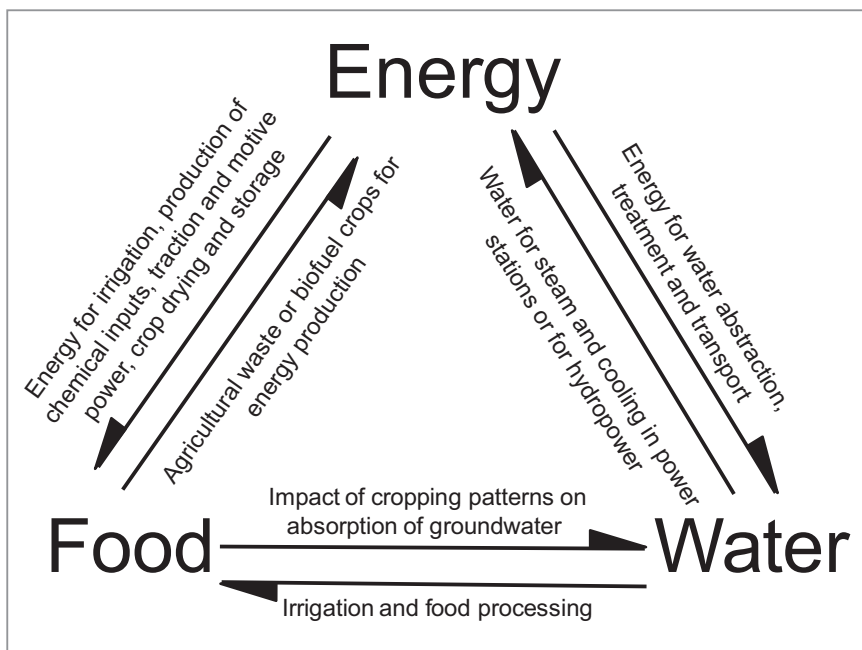 Energy
Energy for irrigation, production of
chemical inputs, traction and motive
power, crop drying and storage
Agricultural waste or biofuel crops for
energy production
Water for steam and cooling in power
stations or for hydropower
Energy for water abstraction,
treatment and transport
Impact of cropping patterns on
absorption of groundwater
Food
Water
Irrigation and food processing